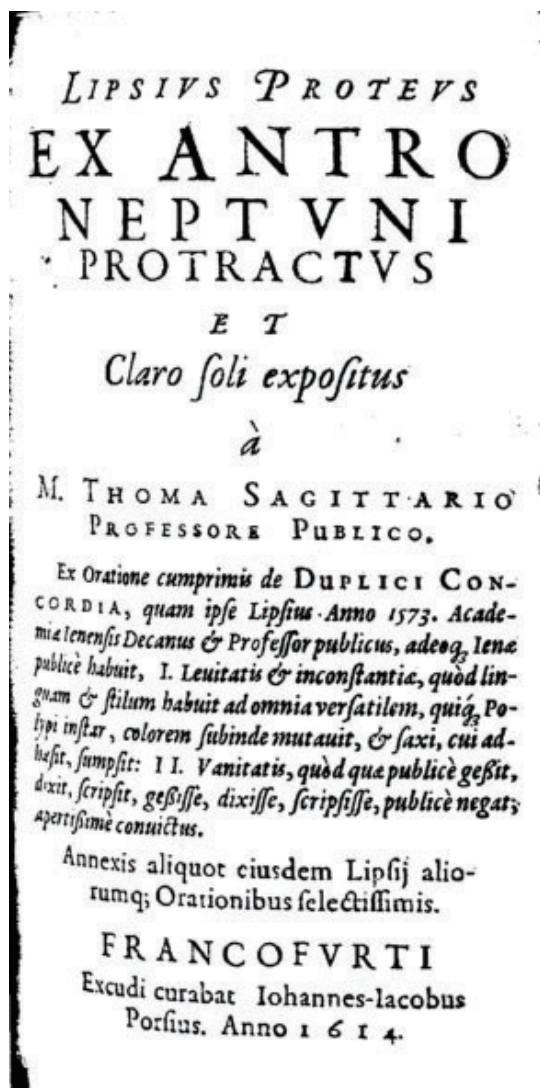 LIPSIVS PROTEVS
EX ANTRO
NEPTVNI
PROTRACTVS
ET
Claro ſoli expoſitus
à
M. THOMA SAGITTARIO
PROFESSORE PUBLICO.
Ex Oratione cumprimis de DUPLICI CON-
CORDIA, quam ipſe Lipſius Anno 1573. Acade-
miæ Ienenſis Decanus & Profeſſor publicus, adeoq́; Ienæ
publicè habuit, I. Leuitatis & inconſtantiæ, quòd lin-
guam & ſtilum habuit ad omnia verſatilem, quiq́; Po-
lypi inſtar, colorem ſubinde mutauit, & ſaxi, cui ad-
hæſit, ſumpſit: II. Vanitatis, quòd quæ publicè geßit,
dixit, ſcripſit, geßiſſe, dixiſſe, ſcripſiſſe, publicè negat;
apertiſsimè conuictus.
Annexis aliquot eiusdem Lipſij alio-
rumq; Orationibus ſelectiſſimis.
FRANCOFVRTI
Excudi curabat Iohannes-Iacobus
Porſius. Anno 1614.